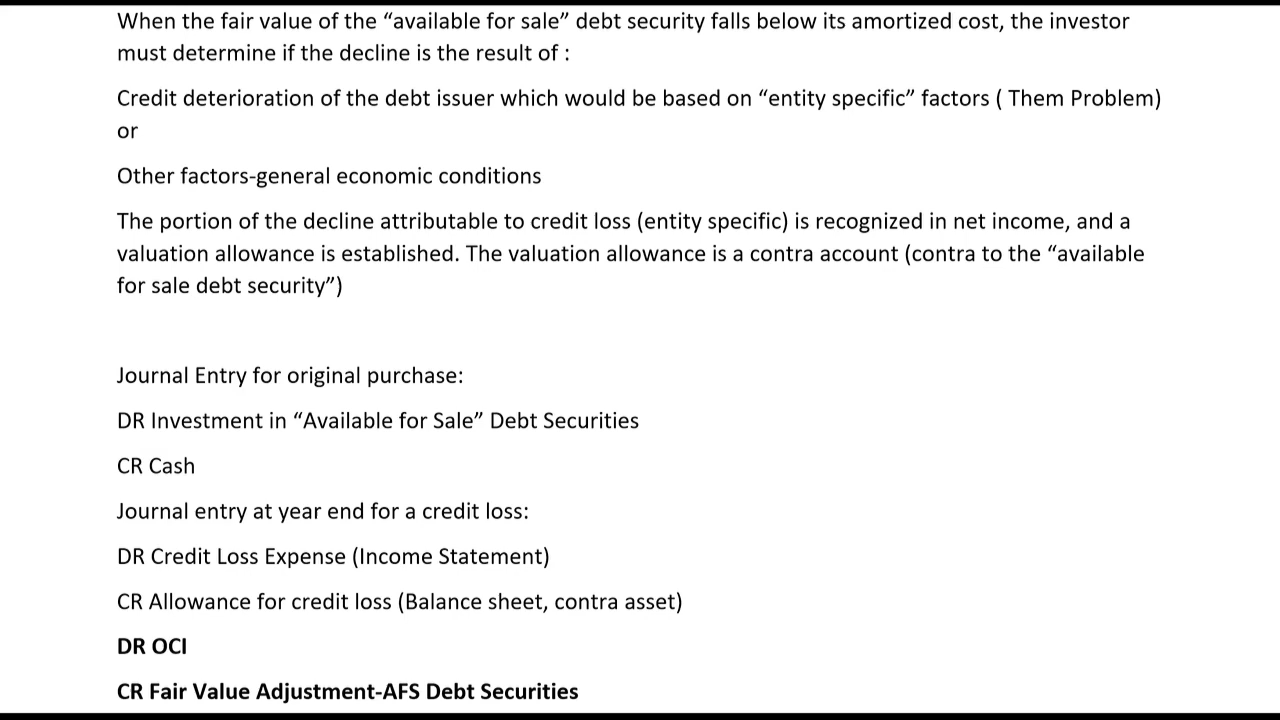 When the fair value of the “available for sale” debt security falls below its amortized cost, the investor
must determine if the decline is the result of :
Credit deterioration of the debt issuer which would be based on “entity specific” factors ( Them Problem)
or
Other factors-general economic conditions
The portion of the decline attributable to credit loss (entity specific) is recognized in net income, and a
valuation allowance is established. The valuation allowance is a contra account (contra to the “available
for sale debt security”)
Journal Entry for original purchase:
DR Investment in “Available for Sale” Debt Securities
CR Cash
Journal entry at year end for a credit loss:
DR Credit Loss Expense (Income Statement)
CR Allowance for credit loss (Balance sheet, contra asset)
DR OCI
CR Fair Value Adjustment-AFS Debt Securities